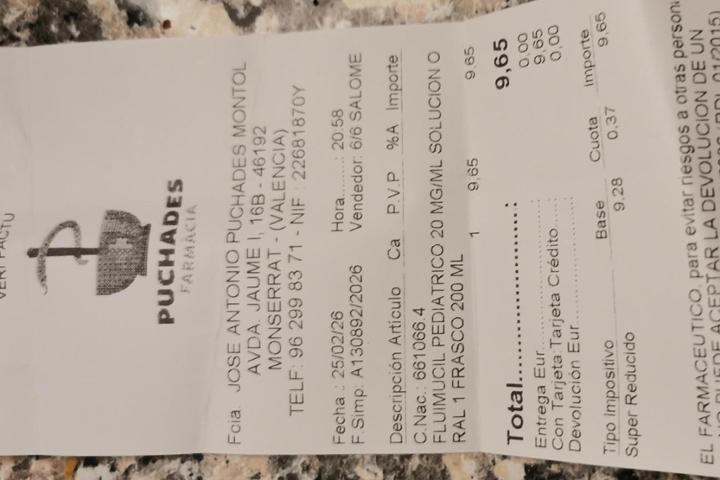 VERI FACTU
PUCHADES
FARMACIA
Fcia. JOSE ANTONIO PUCHADES MONTOL
AVDA. JAUME I, 16B - 46192
MONSERRAT - (VALENCIA)
TELF: 96 299 83 71 - NIF : 22681870Y
Fecha : 25/02/26 Hora........: 20:58
F.Simp: A130892/2026 Vendedor: 6/6 SALOME
Descripción Artículo Ca P.V.P %A Importe
C.Nac.: 661066.4
FLUIMUCIL PEDIATRICO 20 MG/ML SOLUCION O
RAL 1 FRASCO 200 ML
1 9,65 9,65
Total...................: 9,65
Entrega Eur 0,00
Con Tarjeta Tarjeta Crédito 9,65
Devolución Eur 0,00
Tipo Impositivo Base Cuota Importe
Super Reducido 9,28 0,37 9,65
EL FARMACEUTICO, para evitar riesgos a otras person
ACEPTAR LA DEVOLUCION DE UN
01/2015)